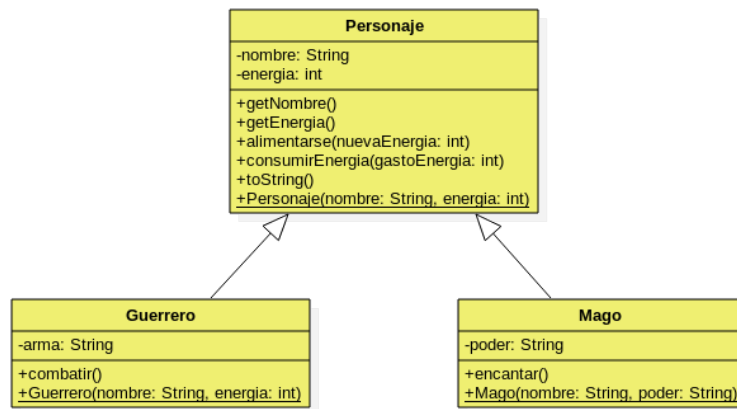 Personaje
-nombre: String
-energia: int
+getNombre()
+getEnergia()
+alimentarse(nuevaEnergia: int)
+consumirEnergia(gastoEnergia: int)
+toString()
+Personaje(nombre: String, energia: int)
Guerrero
-arma: String
+combatir()
+Guerrero(nombre: String, energia: int)
Mago
-poder: String
+encantar()
+Mago(nombre: String, poder: String)